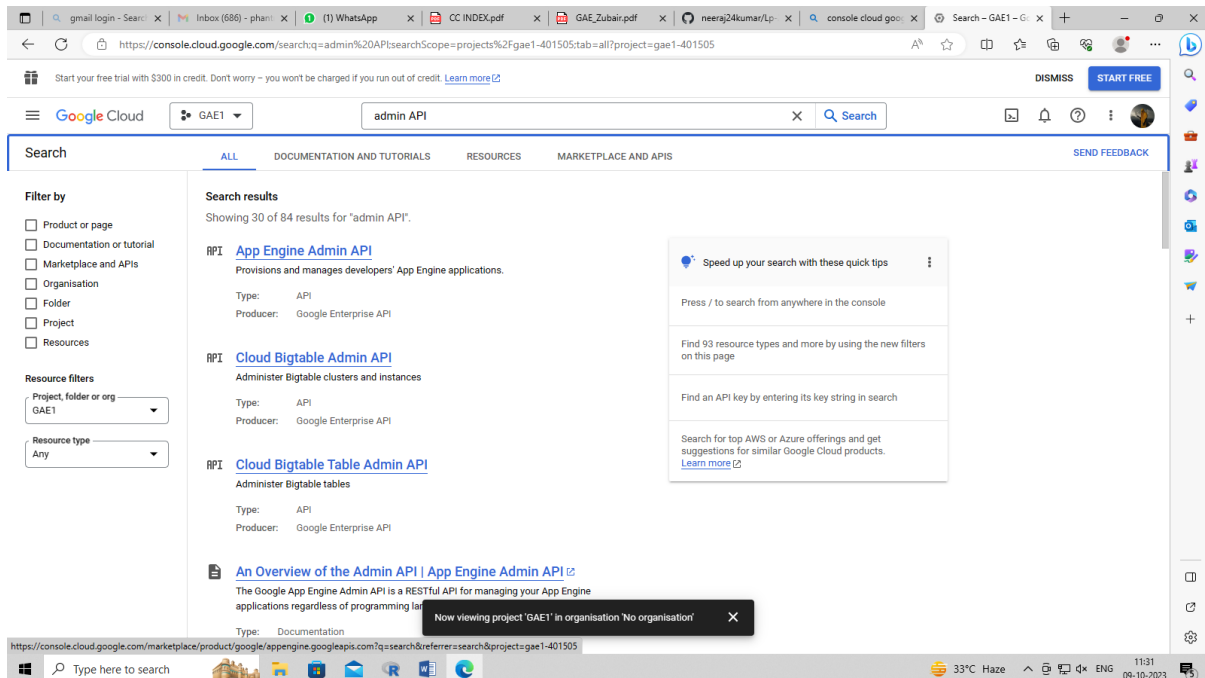 gmail login - Searc
Inbox (686) - phant
(1) WhatsApp
CC INDEX.pdf
GAE_Zubair.pdf
neeraj24kumar/Lp-
console cloud goo
Search – GAE1 – Go
https://console.cloud.google.com/search;q=admin%20API;searchScope=projects%2Fgae1-401505;tab=all?project=gae1-401505
Start your free trial with $300 in credit. Don't worry – you won't be charged if you run out of credit. Learn more
DISMISS
START FREE
Google Cloud
GAE1
admin API
Search
Search
ALL
DOCUMENTATION AND TUTORIALS
RESOURCES
MARKETPLACE AND APIS
SEND FEEDBACK
Filter by
Product or page
Documentation or tutorial
Marketplace and APIs
Organisation
Folder
Project
Resources
Resource filters
Project, folder or org
GAE1
Resource type
Any
Search results
Showing 30 of 84 results for "admin API".
API App Engine Admin API
Provisions and manages developers' App Engine applications.
Type: API
Producer: Google Enterprise API
API Cloud Bigtable Admin API
Administer Bigtable clusters and instances
Type: API
Producer: Google Enterprise API
API Cloud Bigtable Table Admin API
Administer Bigtable tables
Type: API
Producer: Google Enterprise API
An Overview of the Admin API | App Engine Admin API
The Google App Engine Admin API is a RESTful API for managing your App Engine
applications regardless of programming lan
Type: Documentation
Speed up your search with these quick tips
Press / to search from anywhere in the console
Find 93 resource types and more by using the new filters
on this page
Find an API key by entering its key string in search
Search for top AWS or Azure offerings and get
suggestions for similar Google Cloud products.
Learn more
Now viewing project 'GAE1' in organisation 'No organisation'
https://console.cloud.google.com/marketplace/product/google/appengine.googleapis.com?q=search&referrer=search&project=gae1-401505
Type here to search
33°C Haze
ENG
11:31
09-10-2023